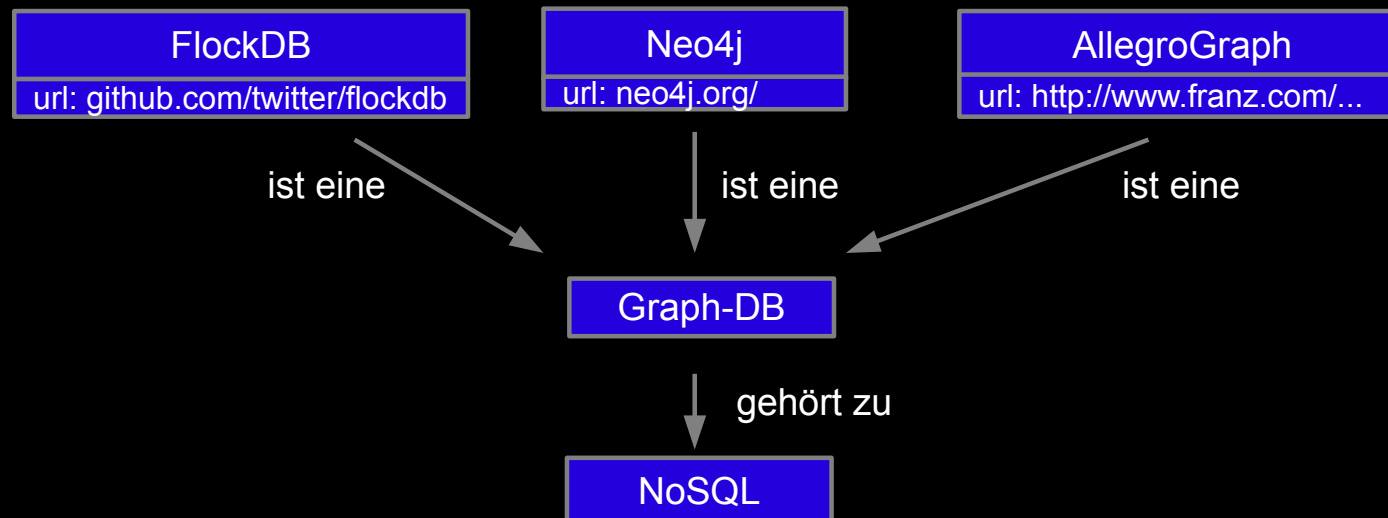 FlockDB
url: github.com/twitter/flockdb
Neo4j
url: neo4j.org/
AllegroGraph
url: http://www.franz.com/...
ist eine
ist eine
ist eine
Graph-DB
gehört zu
NoSQL